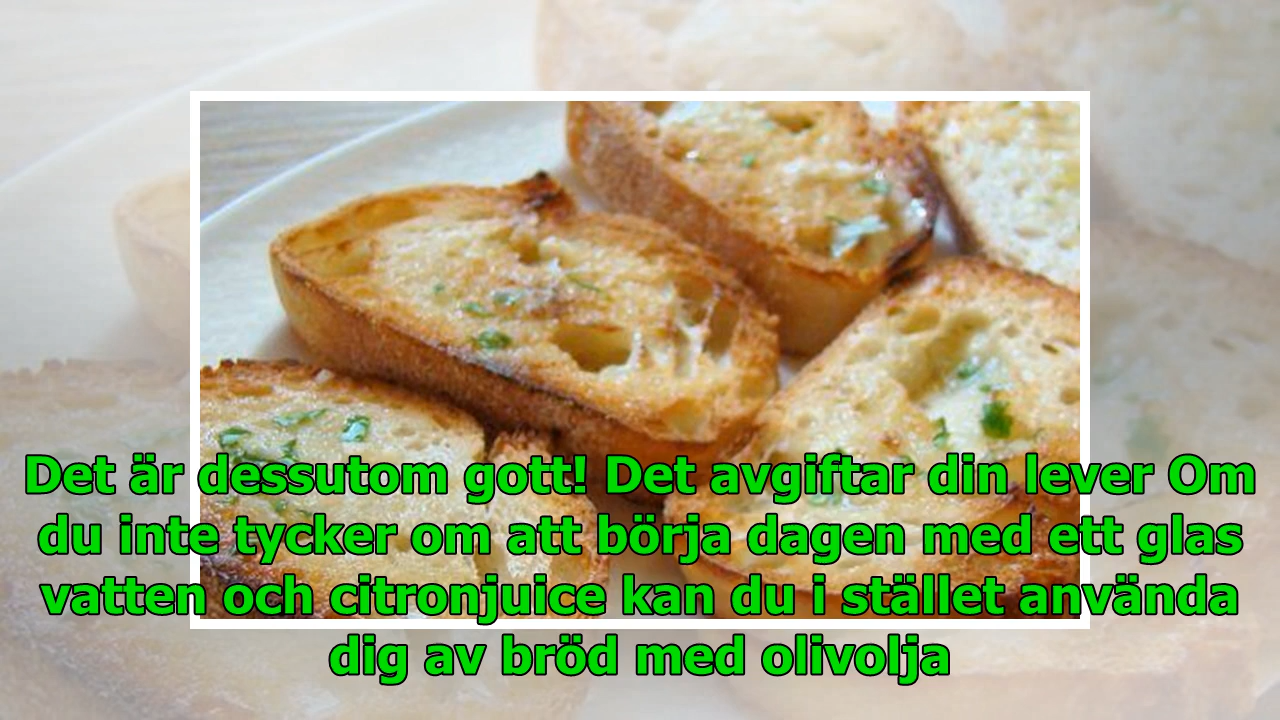 Det är dessutom gott! Det avgiftar din lever Om
du inte tycker om att börja dagen med ett glas
vatten och citronjuice kan du i stället använda
dig av bröd med olivolja